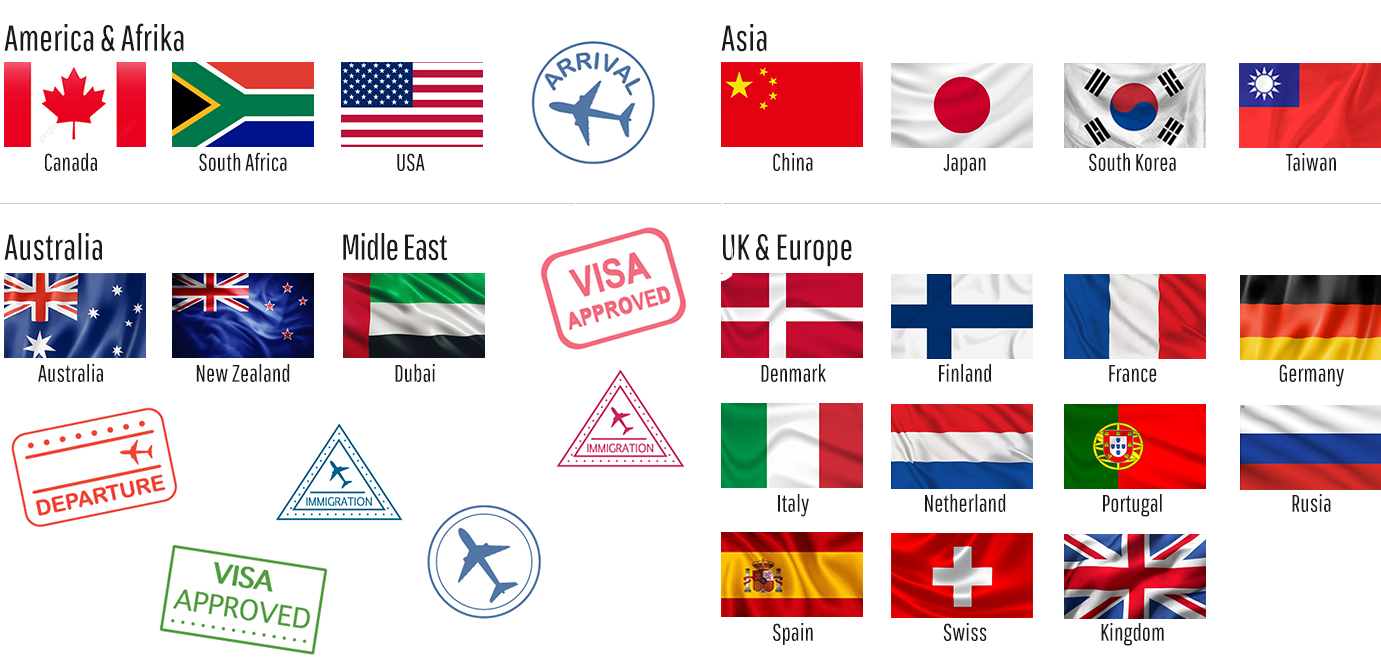 America & Afrika
Canada
South Africa
USA
ARRIVAL
Asia
China
Japan
South Korea
Taiwan
Australia
Australia
New Zealand
Midle East
Dubai
VISA
APPROVED
UK & Europe
Denmark
Finland
France
Germany
Italy
Netherland
Portugal
Rusia
Spain
Swiss
Kingdom
DEPARTURE
IMMIGRATION
IMMIGRATION
VISA
APPROVED